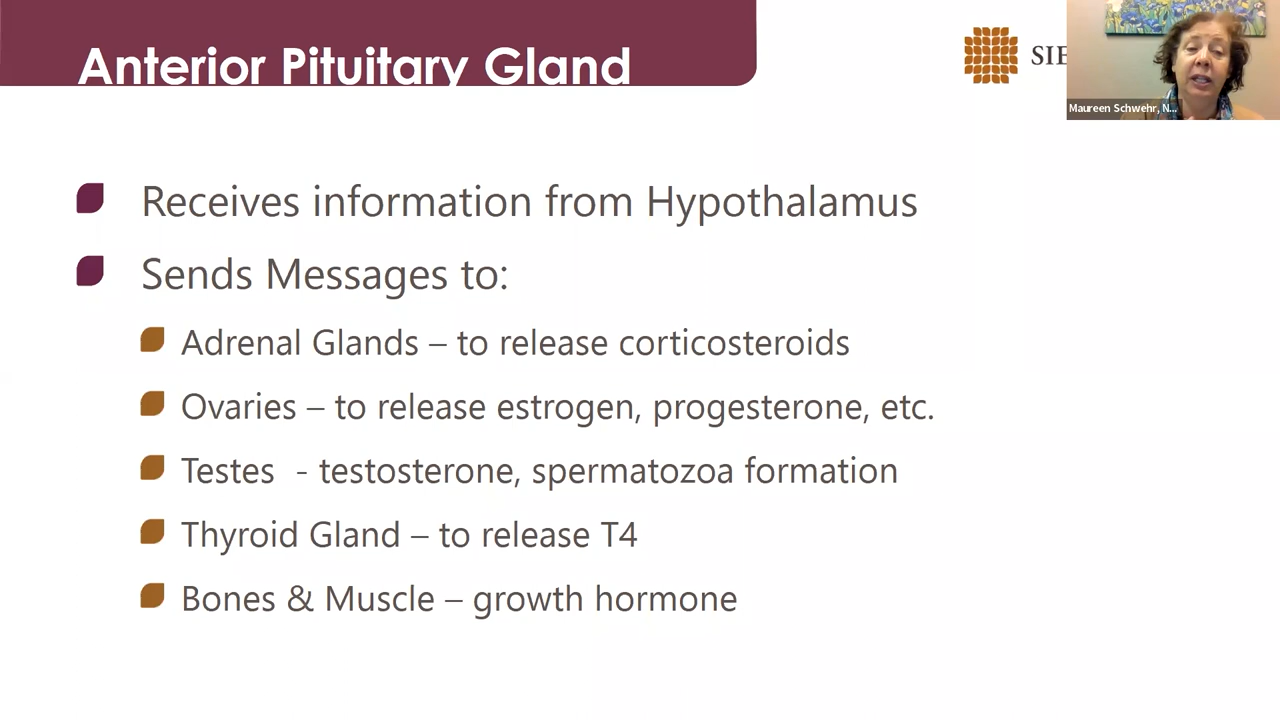 Anterior Pituitary Gland
SIE
Maureen Schwehr, N...
Receives information from Hypothalamus
Sends Messages to:
Adrenal Glands – to release corticosteroids
Ovaries – to release estrogen, progesterone, etc.
Testes - testosterone, spermatozoa formation
Thyroid Gland – to release T4
Bones & Muscle – growth hormone